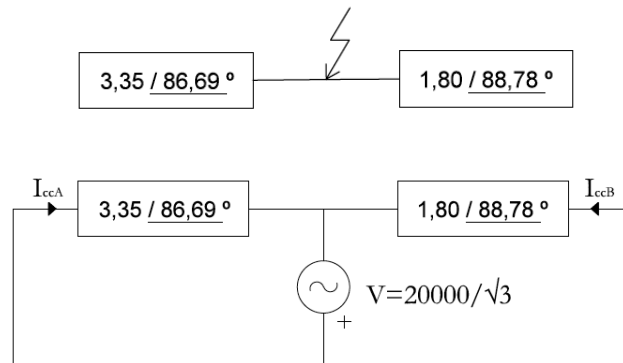 3,35 / 86,69 º
1,80 / 88,78 º
IccA
3,35 / 86,69 º
1,80 / 88,78 º
IccB
V=20000/√3
+